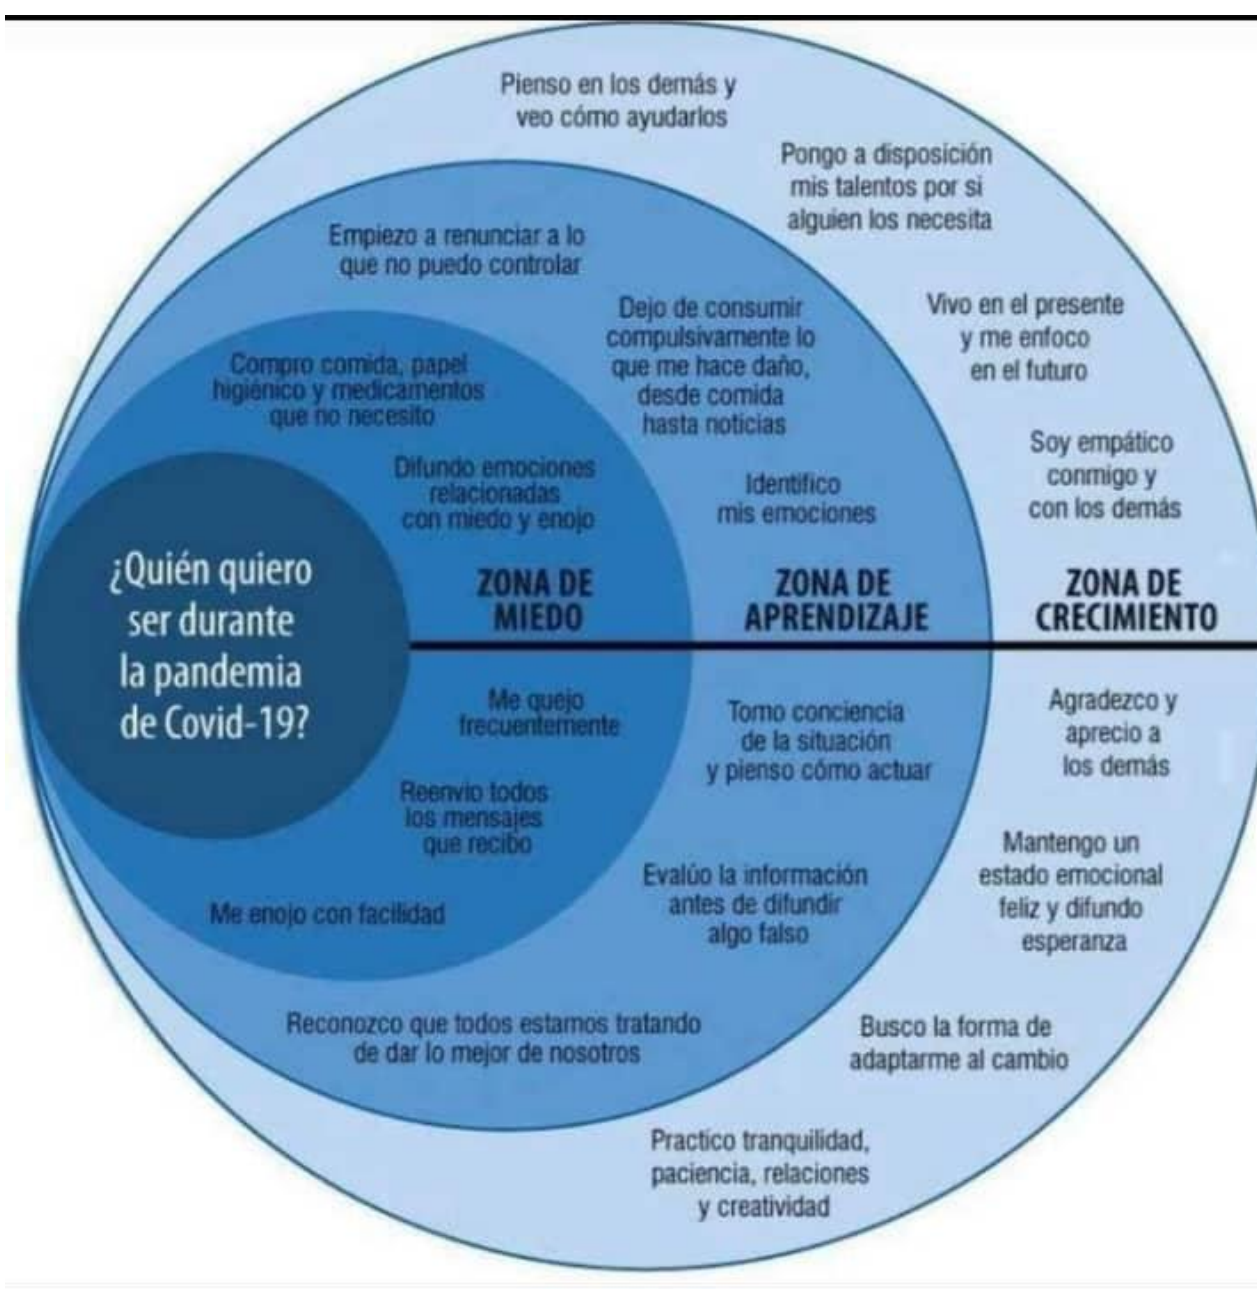 Pienso en los demás y
veo cómo ayudarlos
Pongo a disposición
mis talentos por si
alguien los necesita
Vivo en el presente
y me enfoco
en el futuro
Soy empático
conmigo y
con los demás
ZONA DE
CRECIMIENTO
Agradezco y
aprecio a
los demás
Mantengo un
estado emocional
feliz y difundo
esperanza
Busco la forma de
adaptarme al cambio
Practico tranquilidad,
paciencia, relaciones
y creatividad
Empiezo a renunciar a lo
que no puedo controlar
Dejo de consumir
compulsivamente lo
que me hace daño,
desde comida
hasta noticias
Identifico
mis emociones
ZONA DE
APRENDIZAJE
Tomo conciencia
de la situación
y pienso cómo actuar
Evalúo la información
antes de difundir
algo falso
Reconozco que todos estamos tratando
de dar lo mejor de nosotros
Compro comida, papel
higiénico y medicamentos
que no necesito
Difundo emociones
relacionadas
con miedo y enojo
ZONA DE
MIEDO
Me quejo
frecuentemente
Reenvio todos
los mensajes
que recibo
Me enojo con facilidad
¿Quién quiero
ser durante
la pandemia
de Covid-19?